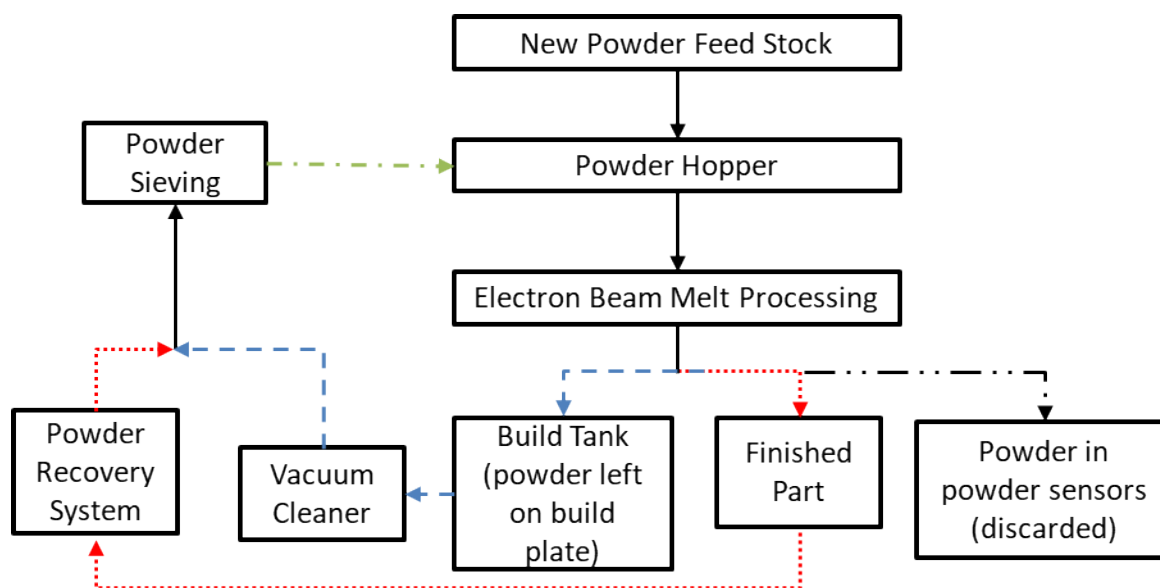 New Powder Feed Stock
Powder
Sieving
Powder Hopper
Electron Beam Melt Processing
Powder
Recovery
System
Vacuum
Cleaner
Build Tank
(powder left
on build
plate)
Finished
Part
Powder in
powder sensors
(discarded)